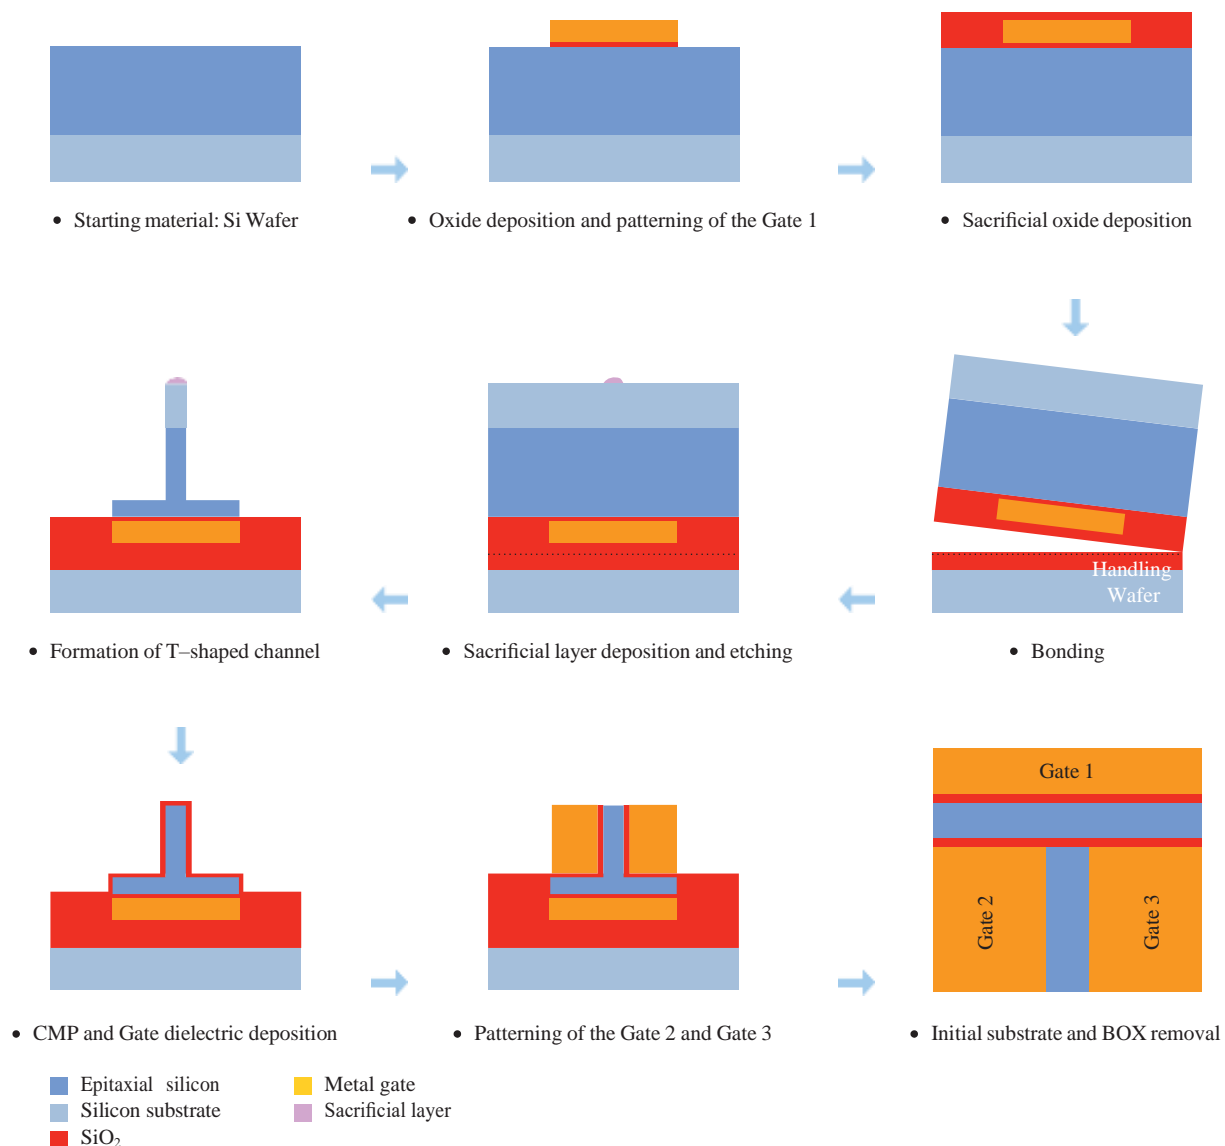 • Starting material: Si Wafer
• Oxide deposition and patterning of the Gate 1
• Sacrificial oxide deposition
Handling
Wafer
• Formation of T–shaped channel
• Sacrificial layer deposition and etching
• Bonding
Gate 1
Gate 2
Gate 3
• CMP and Gate dielectric deposition
• Patterning of the Gate 2 and Gate 3
• Initial substrate and BOX removal
Epitaxial silicon
Silicon substrate
SiO₂
Metal gate
Sacrificial layer